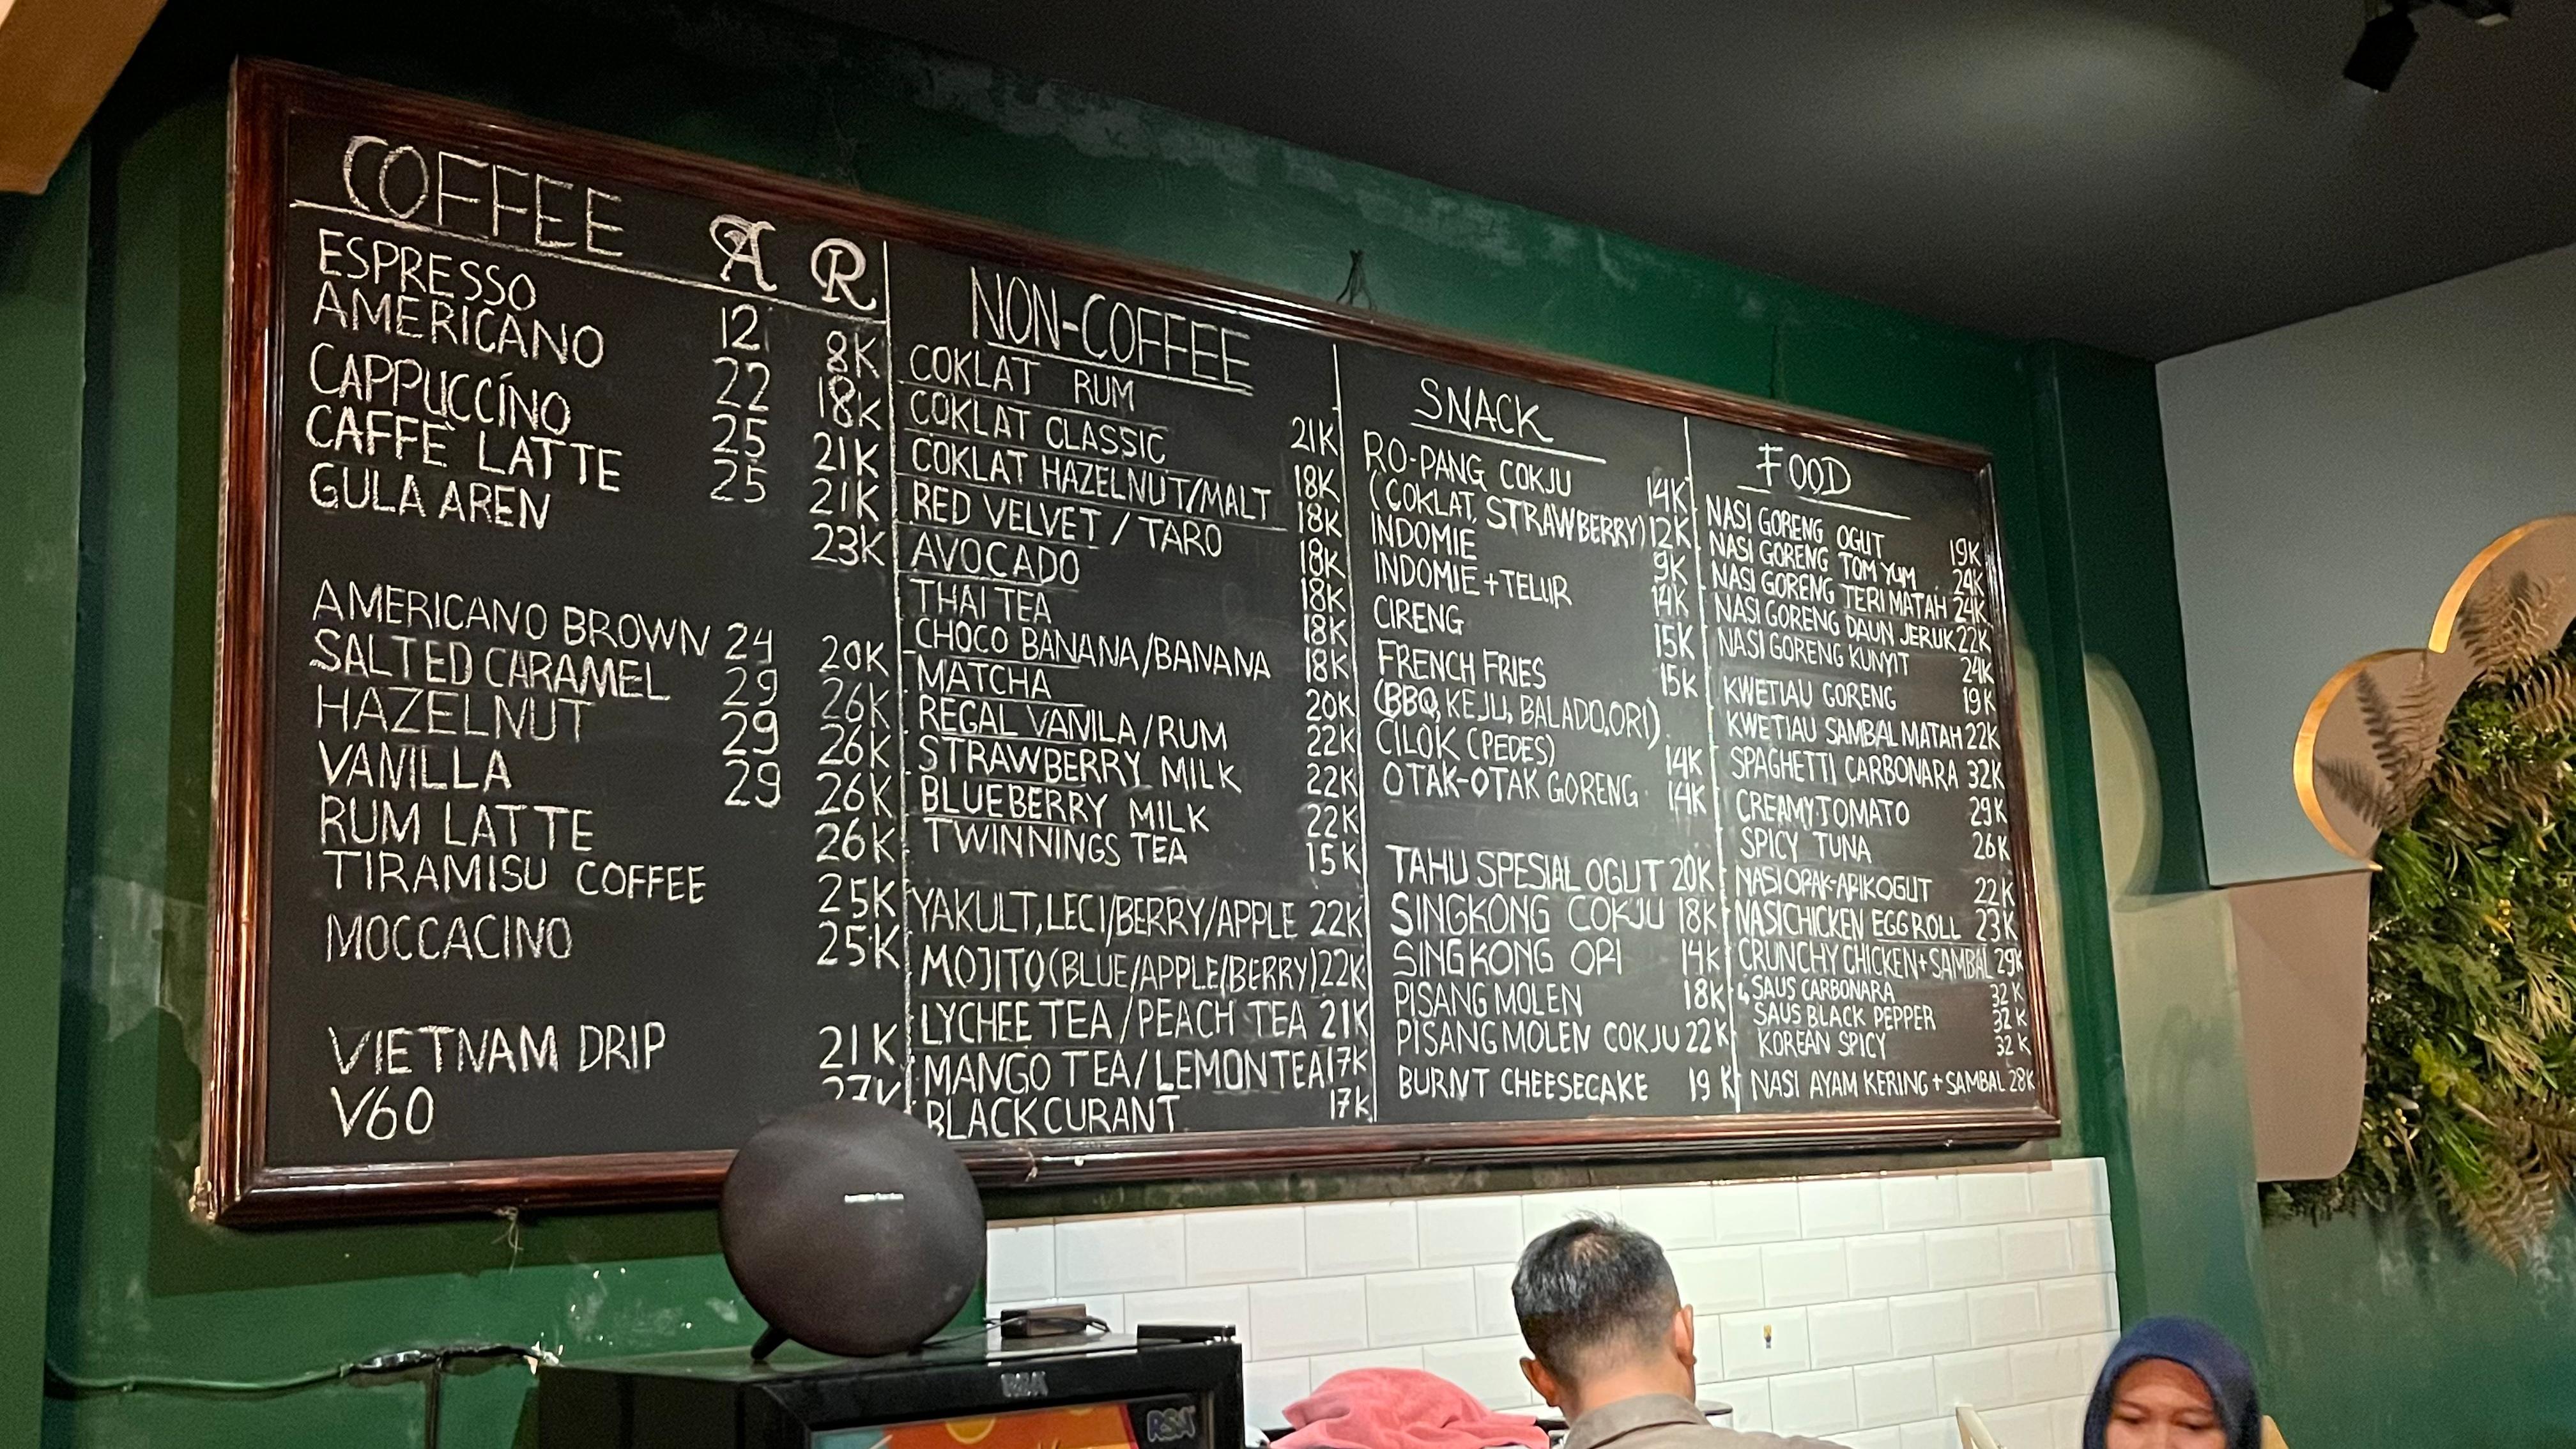 COFFEE A R
ESPRESSO 12 8K
AMERICANO 22 18K
CAPPUCCINO 25 21K
CAFFÈ LATTE 25 21K
GULA AREN 23K
AMERICANO BROWN 24 20K
SALTED CARAMEL 29 26K
HAZELNUT 29 26K
VANILLA 29 26K
RUM LATTE 26K
TIRAMISU COFFEE 25K
MOCCACINO 25K
VIETNAM DRIP 21K
V60 27K
NON-COFFEE
COKLAT RUM 21K
COKLAT CLASSIC 18K
COKLAT HAZELNUT/MALT 18K
RED VELVET / TARO 18K
AVOCADO 18K
THAI TEA 18K
CHOCO BANANA/BANANA 18K
MATCHA 20K
REGAL VANILA/RUM 22K
STRAWBERRY MILK 22K
BLUEBERRY MILK 22K
TWINNINGS TEA 15K
YAKULT, LECI/BERRY/APPLE 22K
MOJITO (BLUE/APPLE/BERRY) 22K
LYCHEE TEA / PEACH TEA 21K
MANGO TEA / LEMON TEA 17K
BLACKCURANT 17K
SNACK
RO-PANG COKJU 14K
(COKLAT, STRAWBERRY) 12K
INDOMIE 9K
INDOMIE + TELUR 14K
CIRENG 15K
FRENCH FRIES 15K
(BBQ, KEJU, BALADO, ORI)
CILOK (PEDES) 14K
OTAK-OTAK GORENG 14K
TAHU SPESIAL OGUT 20K
SINGKONG COKJU 18K
SINGKONG ORI 14K
PISANG MOLEN 18K
PISANG MOLEN COKJU 22K
BURNT CHEESECAKE 19K
FOOD
NASI GORENG OGUT 19K
NASI GORENG TOM YUM 24K
NASI GORENG TERI MATAH 24K
NASI GORENG DAUN JERUK 22K
NASI GORENG KUNYIT 24K
KWETIAU GORENG 19K
KWETIAU SAMBAL MATAH 22K
SPAGHETTI CARBONARA 32K
CREAMY TOMATO 29K
SPICY TUNA 26K
NASI OPAK-ARIK OGUT 22K
NASI CHICKEN EGG ROLL 23K
CRUNCHY CHICKEN + SAMBAL 29K
↳ SAUS CARBONARA 32K
SAUS BLACK PEPPER 32K
KOREAN SPICY 32K
NASI AYAM KERING + SAMBAL 28K
harman/kardon
RSA
RSA